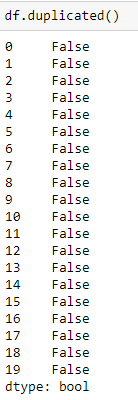 df.duplicated()
0 False
1 False
2 False
3 False
4 False
5 False
6 False
7 False
8 False
9 False
10 False
11 False
12 False
13 False
14 False
15 False
16 False
17 False
18 False
19 False
dtype: bool